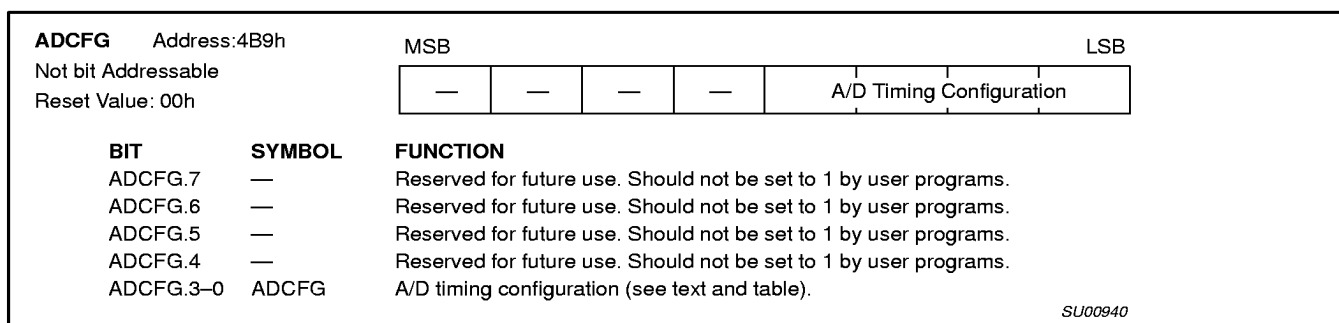 ADCFG Address:4B9h
Not bit Addressable
Reset Value: 00h
MSB LSB
— — — — A/D Timing Configuration
BIT SYMBOL FUNCTION
ADCFG.7 — Reserved for future use. Should not be set to 1 by user programs.
ADCFG.6 — Reserved for future use. Should not be set to 1 by user programs.
ADCFG.5 — Reserved for future use. Should not be set to 1 by user programs.
ADCFG.4 — Reserved for future use. Should not be set to 1 by user programs.
ADCFG.3–0 ADCFG A/D timing configuration (see text and table).
SU00940